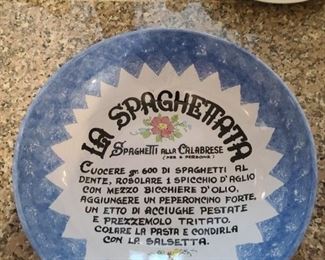 LA SPAGHETTATA
SPAGHETTI ALLA CALABRESE
(PER 6 PERSONE)
CUOCERE gr. 600 DI SPAGHETTI AL
DENTE, ROSOLARE 1 SPICCHIO D'AGLIO
CON MEZZO BICCHIERE D'OLIO.
AGGIUNGERE UN PEPERONCINO FORTE,
UN ETTO DI ACCIUGHE PESTATE
E PREZZEMOLO TRITATO.
COLARE LA PASTA E CONDIRLA
CON LA SALSETTA.